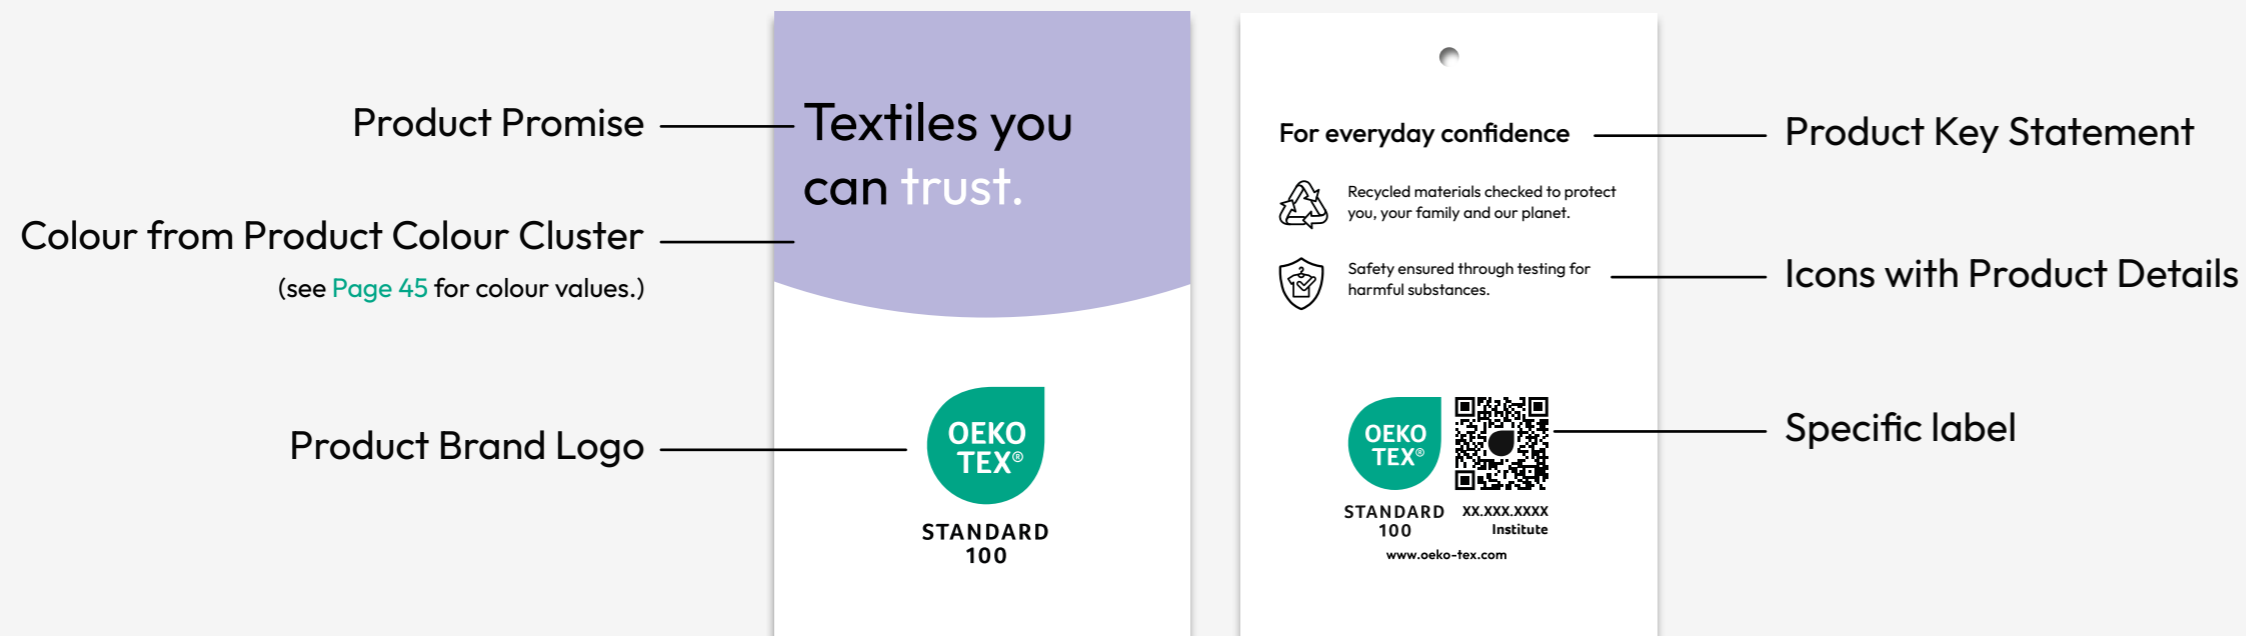 Product Promise
Colour from Product Colour Cluster
(see Page 45 for colour values.)
Product Brand Logo
Textiles you
can trust.
OEKO
TEX®
STANDARD
100
For everyday confidence
Recycled materials checked to protect
you, your family and our planet.
Safety ensured through testing for
harmful substances.
OEKO
TEX®
STANDARD
100
XX.XXX.XXXX
Institute
www.oeko-tex.com
Product Key Statement
Icons with Product Details
Specific label